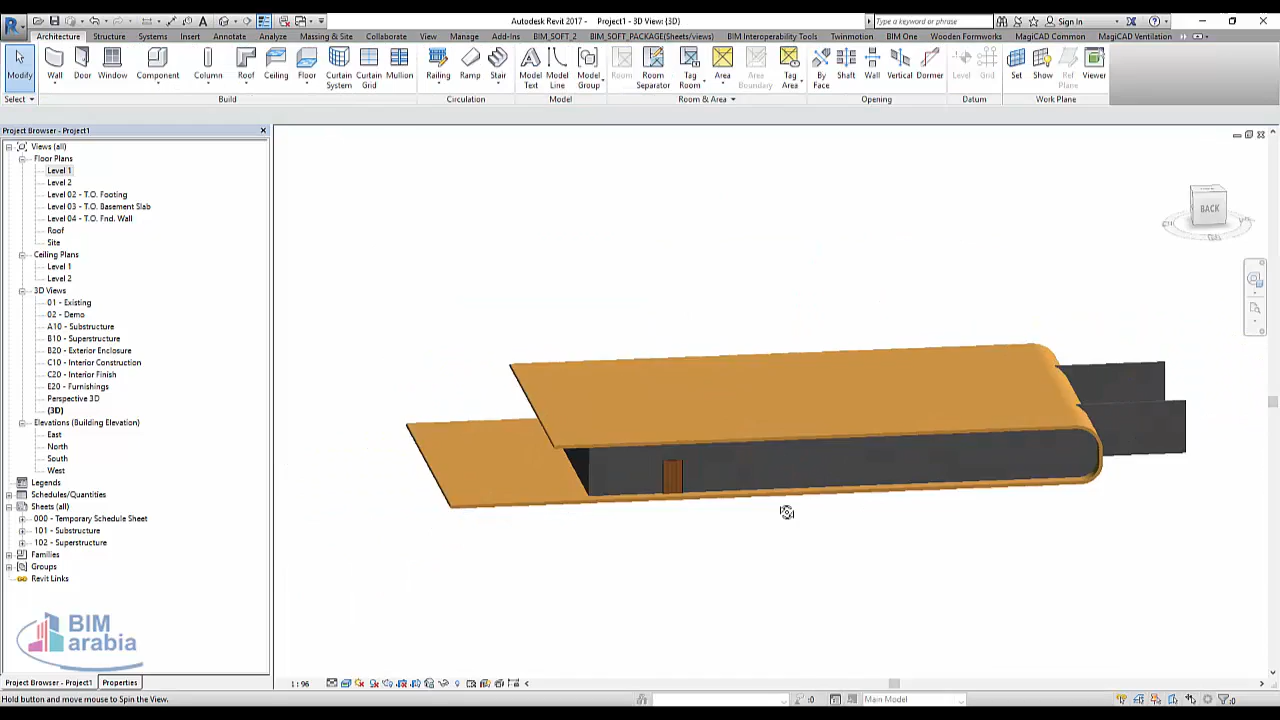 Autodesk Revit 2017 - Project1 - 3D View: {3D}
Type a keyword or phrase
Sign In
Architecture Structure Systems Insert Annotate Analyze Massing & Site Collaborate View Manage Add-Ins BIM_SOFT_2 BIM_SOFT_PACKAGE(Sheets/views) BIM Interoperability Tools Twinmotion BIM One Wooden Formworks MagiCAD Common MagiCAD Ventilation
Modify Wall Door Window Component Column Roof Ceiling Floor Curtain System Curtain Grid Mullion Railing Ramp Stair Model Text Model Line Model Group Room Room Separator Tag Room Area Area Boundary Tag Area By Face Shaft Wall Vertical Dormer Level Grid Set Show Ref Plane Viewer
Select Build Circulation Model Room & Area Opening Datum Work Plane
Project Browser - Project1
Views (all)
Floor Plans
Level 1
Level 2
Level 02 - T.O. Footing
Level 03 - T.O. Basement Slab
Level 04 - T.O. Fnd. Wall
Roof
Site
Ceiling Plans
Level 1
Level 2
3D Views
01 - Existing
02 - Demo
A10 - Substructure
B10 - Superstructure
B20 - Exterior Enclosure
C10 - Interior Construction
C20 - Interior Finish
E20 - Furnishings
Perspective 3D
{3D}
Elevations (Building Elevation)
East
North
South
West
Legends
Schedules/Quantities
Sheets (all)
000 - Temporary Schedule Sheet
101 - Substructure
102 - Superstructure
Families
Groups
Revit Links
BACK
BIM
arabia
Project Browser - Project1 Properties
1 : 96
Hold button and move mouse to Spin the View.
:0
Main Model
:0